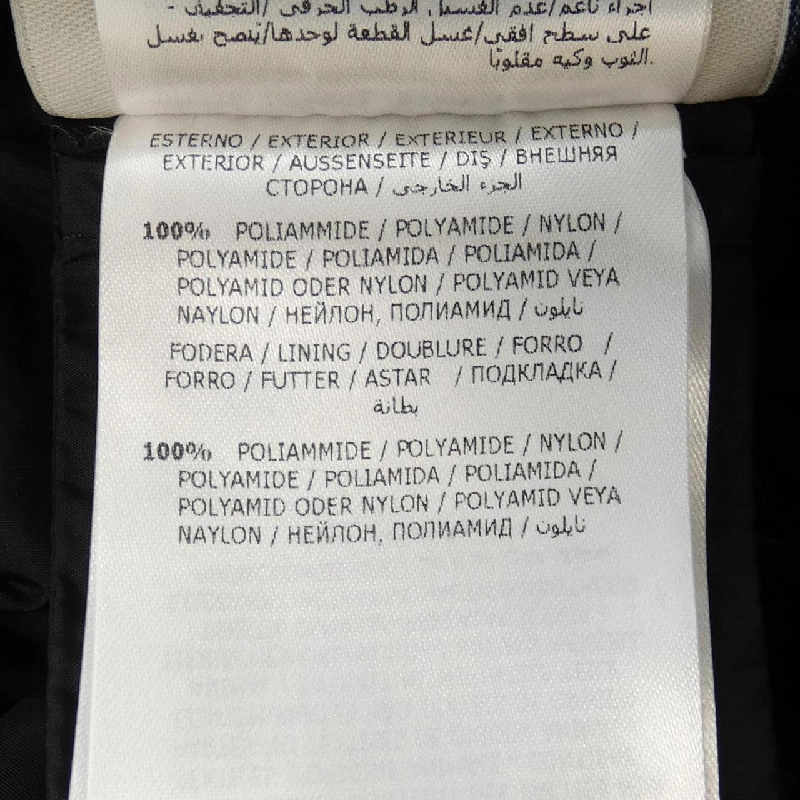 على سطح افقي/غسل القطعة لوحدها/يُنصح بغسل
الثوب وكيه مقلوبًا.
ESTERNO / EXTERIOR / EXTERIEUR / EXTERNO /
EXTERIOR / AUSSENSEITE / DIŞ / ВНЕШНЯЯ
СТОРОНА / الجزء الخارجي
100% POLIAMMIDE / POLYAMIDE / NYLON /
POLYAMIDE / POLIAMIDA / POLIAMIDA /
POLYAMID ODER NYLON / POLYAMID VEYA
NAYLON / НЕЙЛОН, ПОЛИАМИД / نايلون
FODERA / LINING / DOUBLURE / FORRO /
FORRO / FUTTER / ASTAR / ПОДКЛАДКА /
بطانة
100% POLIAMMIDE / POLYAMIDE / NYLON /
POLYAMIDE / POLIAMIDA / POLIAMIDA /
POLYAMID ODER NYLON / POLYAMID VEYA
NAYLON / НЕЙЛОН, ПОЛИАМИД / نايلون